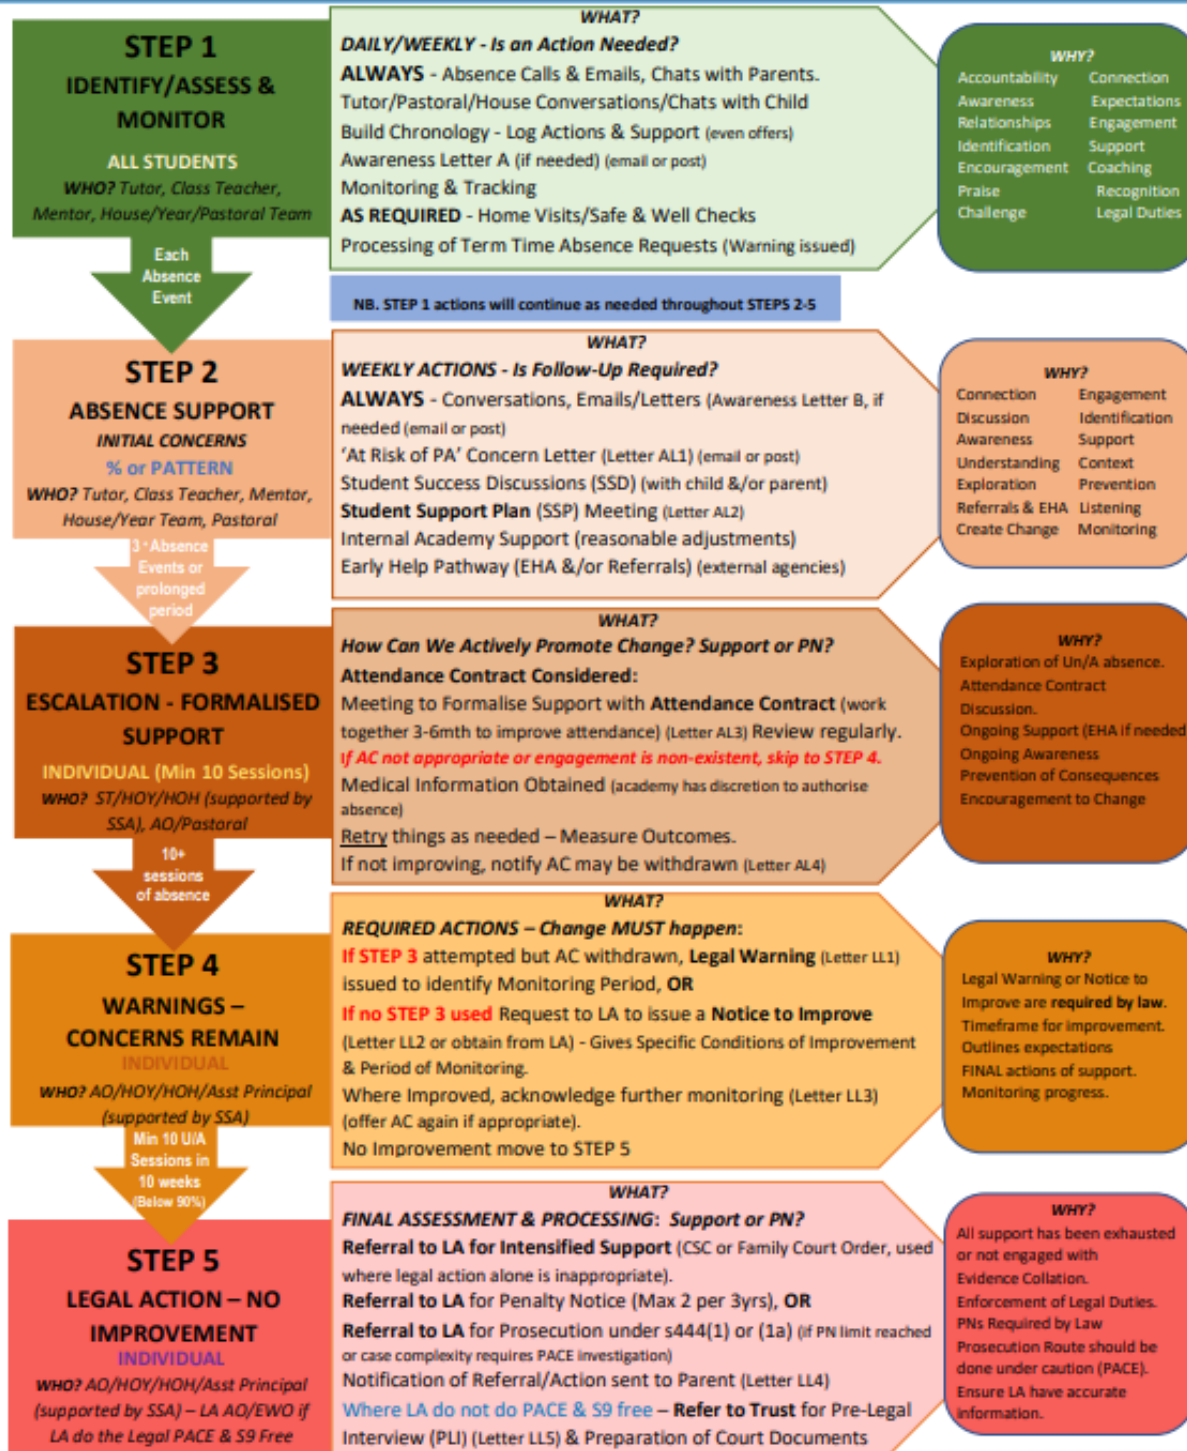 STEP 1
IDENTIFY/ASSESS &
MONITOR
ALL STUDENTS
WHO? Tutor, Class Teacher,
Mentor, House/Year/Pastoral Team
Each
Absence
Event
WHAT?
DAILY/WEEKLY - Is an Action Needed?
ALWAYS - Absence Calls & Emails, Chats with Parents.
Tutor/Pastoral/House Conversations/Chats with Child
Build Chronology - Log Actions & Support (even offers)
Awareness Letter A (if needed) (email or post)
Monitoring & Tracking
AS REQUIRED - Home Visits/Safe & Well Checks
Processing of Term Time Absence Requests (Warning issued)
WHY?
Accountability Connection
Awareness Expectations
Relationships Engagement
Identification Support
Encouragement Coaching
Praise Recognition
Challenge Legal Duties
NB. STEP 1 actions will continue as needed throughout STEPS 2-5
STEP 2
ABSENCE SUPPORT
INITIAL CONCERNS
% or PATTERN
WHO? Tutor, Class Teacher, Mentor,
House/Year Team, Pastoral
3+Absence
Events or
prolonged
period
WHAT?
WEEKLY ACTIONS - Is Follow-Up Required?
ALWAYS - Conversations, Emails/Letters (Awareness Letter B, if
needed (email or post)
'At Risk of PA' Concern Letter (Letter AL1) (email or post)
Student Success Discussions (SSD) (with child &/or parent)
Student Support Plan (SSP) Meeting (Letter AL2)
Internal Academy Support (reasonable adjustments)
Early Help Pathway (EHA &/or Referrals) (external agencies)
WHY?
Connection Engagement
Discussion Identification
Awareness Support
Understanding Context
Exploration Prevention
Referrals & EHA Listening
Create Change Monitoring
STEP 3
ESCALATION - FORMALISED
SUPPORT
INDIVIDUAL (Min 10 Sessions)
WHO? ST/HOY/HOH (supported by
SSA), AO/Pastoral
10+
sessions
of absence
WHAT?
How Can We Actively Promote Change? Support or PN?
Attendance Contract Considered:
Meeting to Formalise Support with Attendance Contract (work
together 3-6mth to improve attendance) (Letter AL3) Review regularly.
If AC not appropriate or engagement is non-existent, skip to STEP 4.
Medical Information Obtained (academy has discretion to authorise
absence)
Retry things as needed – Measure Outcomes.
If not improving, notify AC may be withdrawn (Letter AL4)
WHY?
Exploration of Un/A absence.
Attendance Contract
Discussion.
Ongoing Support (EHA if needed
Ongoing Awareness
Prevention of Consequences
Encouragement to Change
STEP 4
WARNINGS –
CONCERNS REMAIN
INDIVIDUAL
WHO? AO/HOY/HOH/Asst Principal
(supported by SSA)
Min 10 U/A
Sessions in
10 weeks
(Below 90%)
WHAT?
REQUIRED ACTIONS – Change MUST happen:
If STEP 3 attempted but AC withdrawn, Legal Warning (Letter LL1)
issued to identify Monitoring Period, OR
If no STEP 3 used Request to LA to issue a Notice to Improve
(Letter LL2 or obtain from LA) - Gives Specific Conditions of Improvement
& Period of Monitoring.
Where Improved, acknowledge further monitoring (Letter LL3)
(offer AC again if appropriate).
No Improvement move to STEP 5
WHY?
Legal Warning or Notice to
Improve are required by law.
Timeframe for improvement.
Outlines expectations
FINAL actions of support.
Monitoring progress.
STEP 5
LEGAL ACTION – NO
IMPROVEMENT
INDIVIDUAL
WHO? AO/HOY/HOH/Asst Principal
(supported by SSA) – LA AO/EWO if
LA do the Legal PACE & S9 Free
WHAT?
FINAL ASSESSMENT & PROCESSING: Support or PN?
Referral to LA for Intensified Support (CSC or Family Court Order, used
where legal action alone is inappropriate).
Referral to LA for Penalty Notice (Max 2 per 3yrs), OR
Referral to LA for Prosecution under s444(1) or (1a) (if PN limit reached
or case complexity requires PACE investigation)
Notification of Referral/Action sent to Parent (Letter LL4)
Where LA do not do PACE & S9 free – Refer to Trust for Pre-Legal
Interview (PLI) (Letter LL5) & Preparation of Court Documents
WHY?
All support has been exhausted
or not engaged with
Evidence Collation.
Enforcement of Legal Duties.
PNs Required by Law
Prosecution Route should be
done under caution (PACE).
Ensure LA have accurate
information.